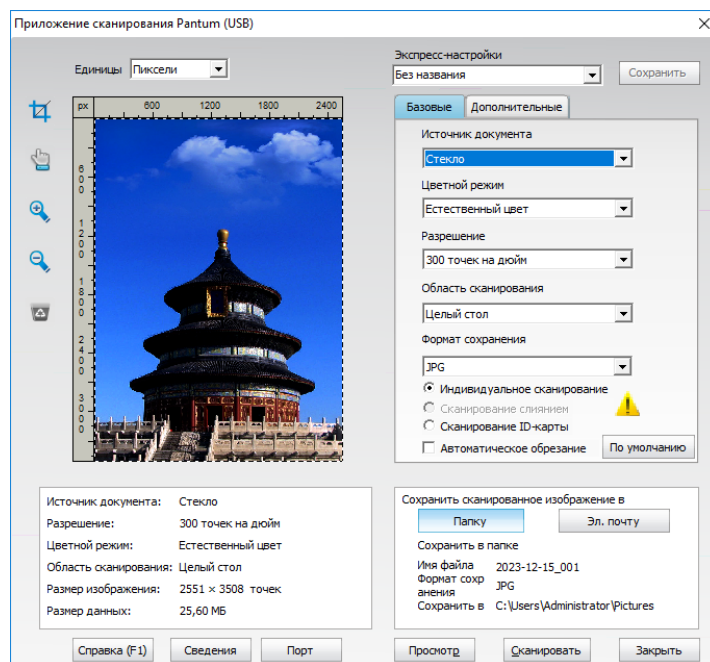 Приложение сканирования Pantum (USB)
Единицы Пиксели
Экспресс-настройки
Без названия
Сохранить
px 600 1200 1800 2400
600
1200
1800
2400
3000
Базовые Дополнительные
Источник документа
Стекло
Цветной режим
Естественный цвет
Разрешение
300 точек на дюйм
Область сканирования
Целый стол
Формат сохранения
JPG
Индивидуальное сканирование
Сканирование слиянием
Сканирование ID-карты
Автоматическое обрезание
По умолчанию
Источник документа: Стекло
Разрешение: 300 точек на дюйм
Цветной режим: Естественный цвет
Область сканирования: Целый стол
Размер изображения: 2551 × 3508 точек
Размер данных: 25,60 МБ
Сохранить сканированное изображение в
Папку Эл. почту
Сохранить в папке
Имя файла 2023-12-15_001
Формат сохр
анения JPG
Сохранить в C:\Users\Administrator\Pictures
Справка (F1) Сведения Порт Просмотр Сканировать Закрыть